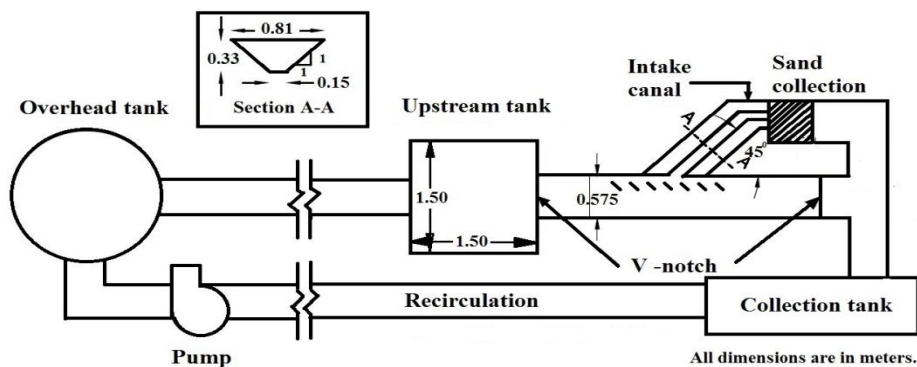 0.81
0.33
1
1
0.15
Section A-A
Overhead tank
Upstream tank
Intake
canal
Sand
collection
A
A
45°
1.50
1.50
0.575
V -notch
Recirculation
Collection tank
Pump
All dimensions are in meters.